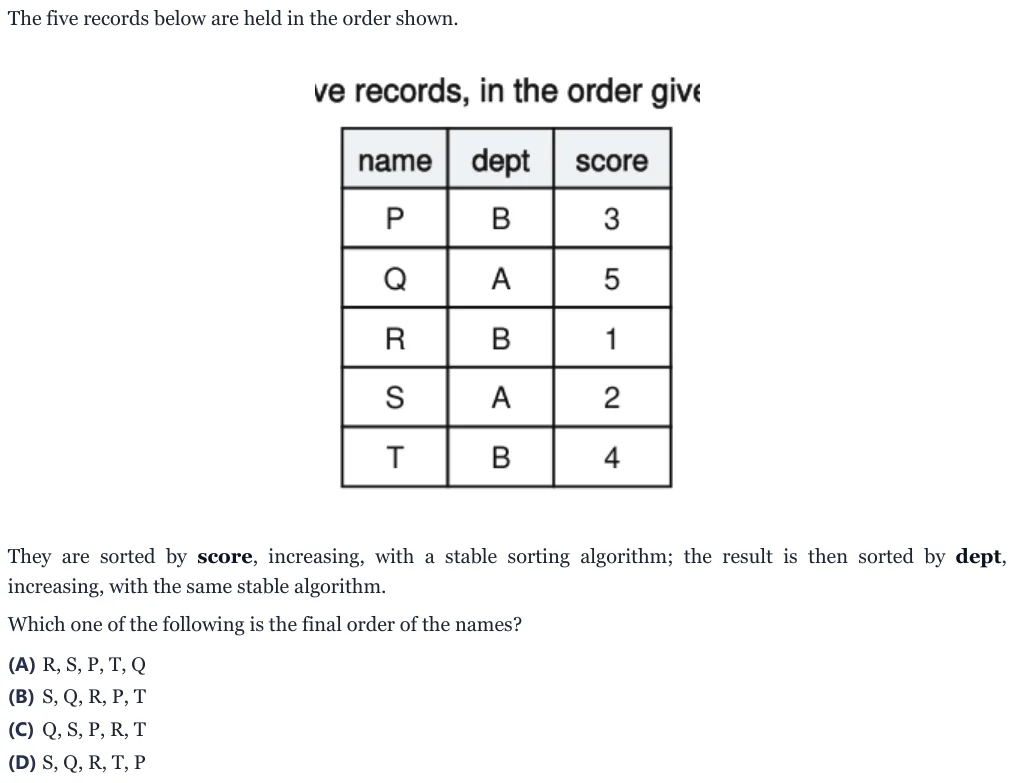 The five records below are held in the order shown.
ve records, in the order give
name dept score
P B 3
Q A 5
R B 1
S A 2
T B 4
They are sorted by score, increasing, with a stable sorting algorithm; the result is then sorted by dept,
increasing, with the same stable algorithm.
Which one of the following is the final order of the names?
(A) R, S, P, T, Q
(B) S, Q, R, P, T
(C) Q, S, P, R, T
(D) S, Q, R, T, P